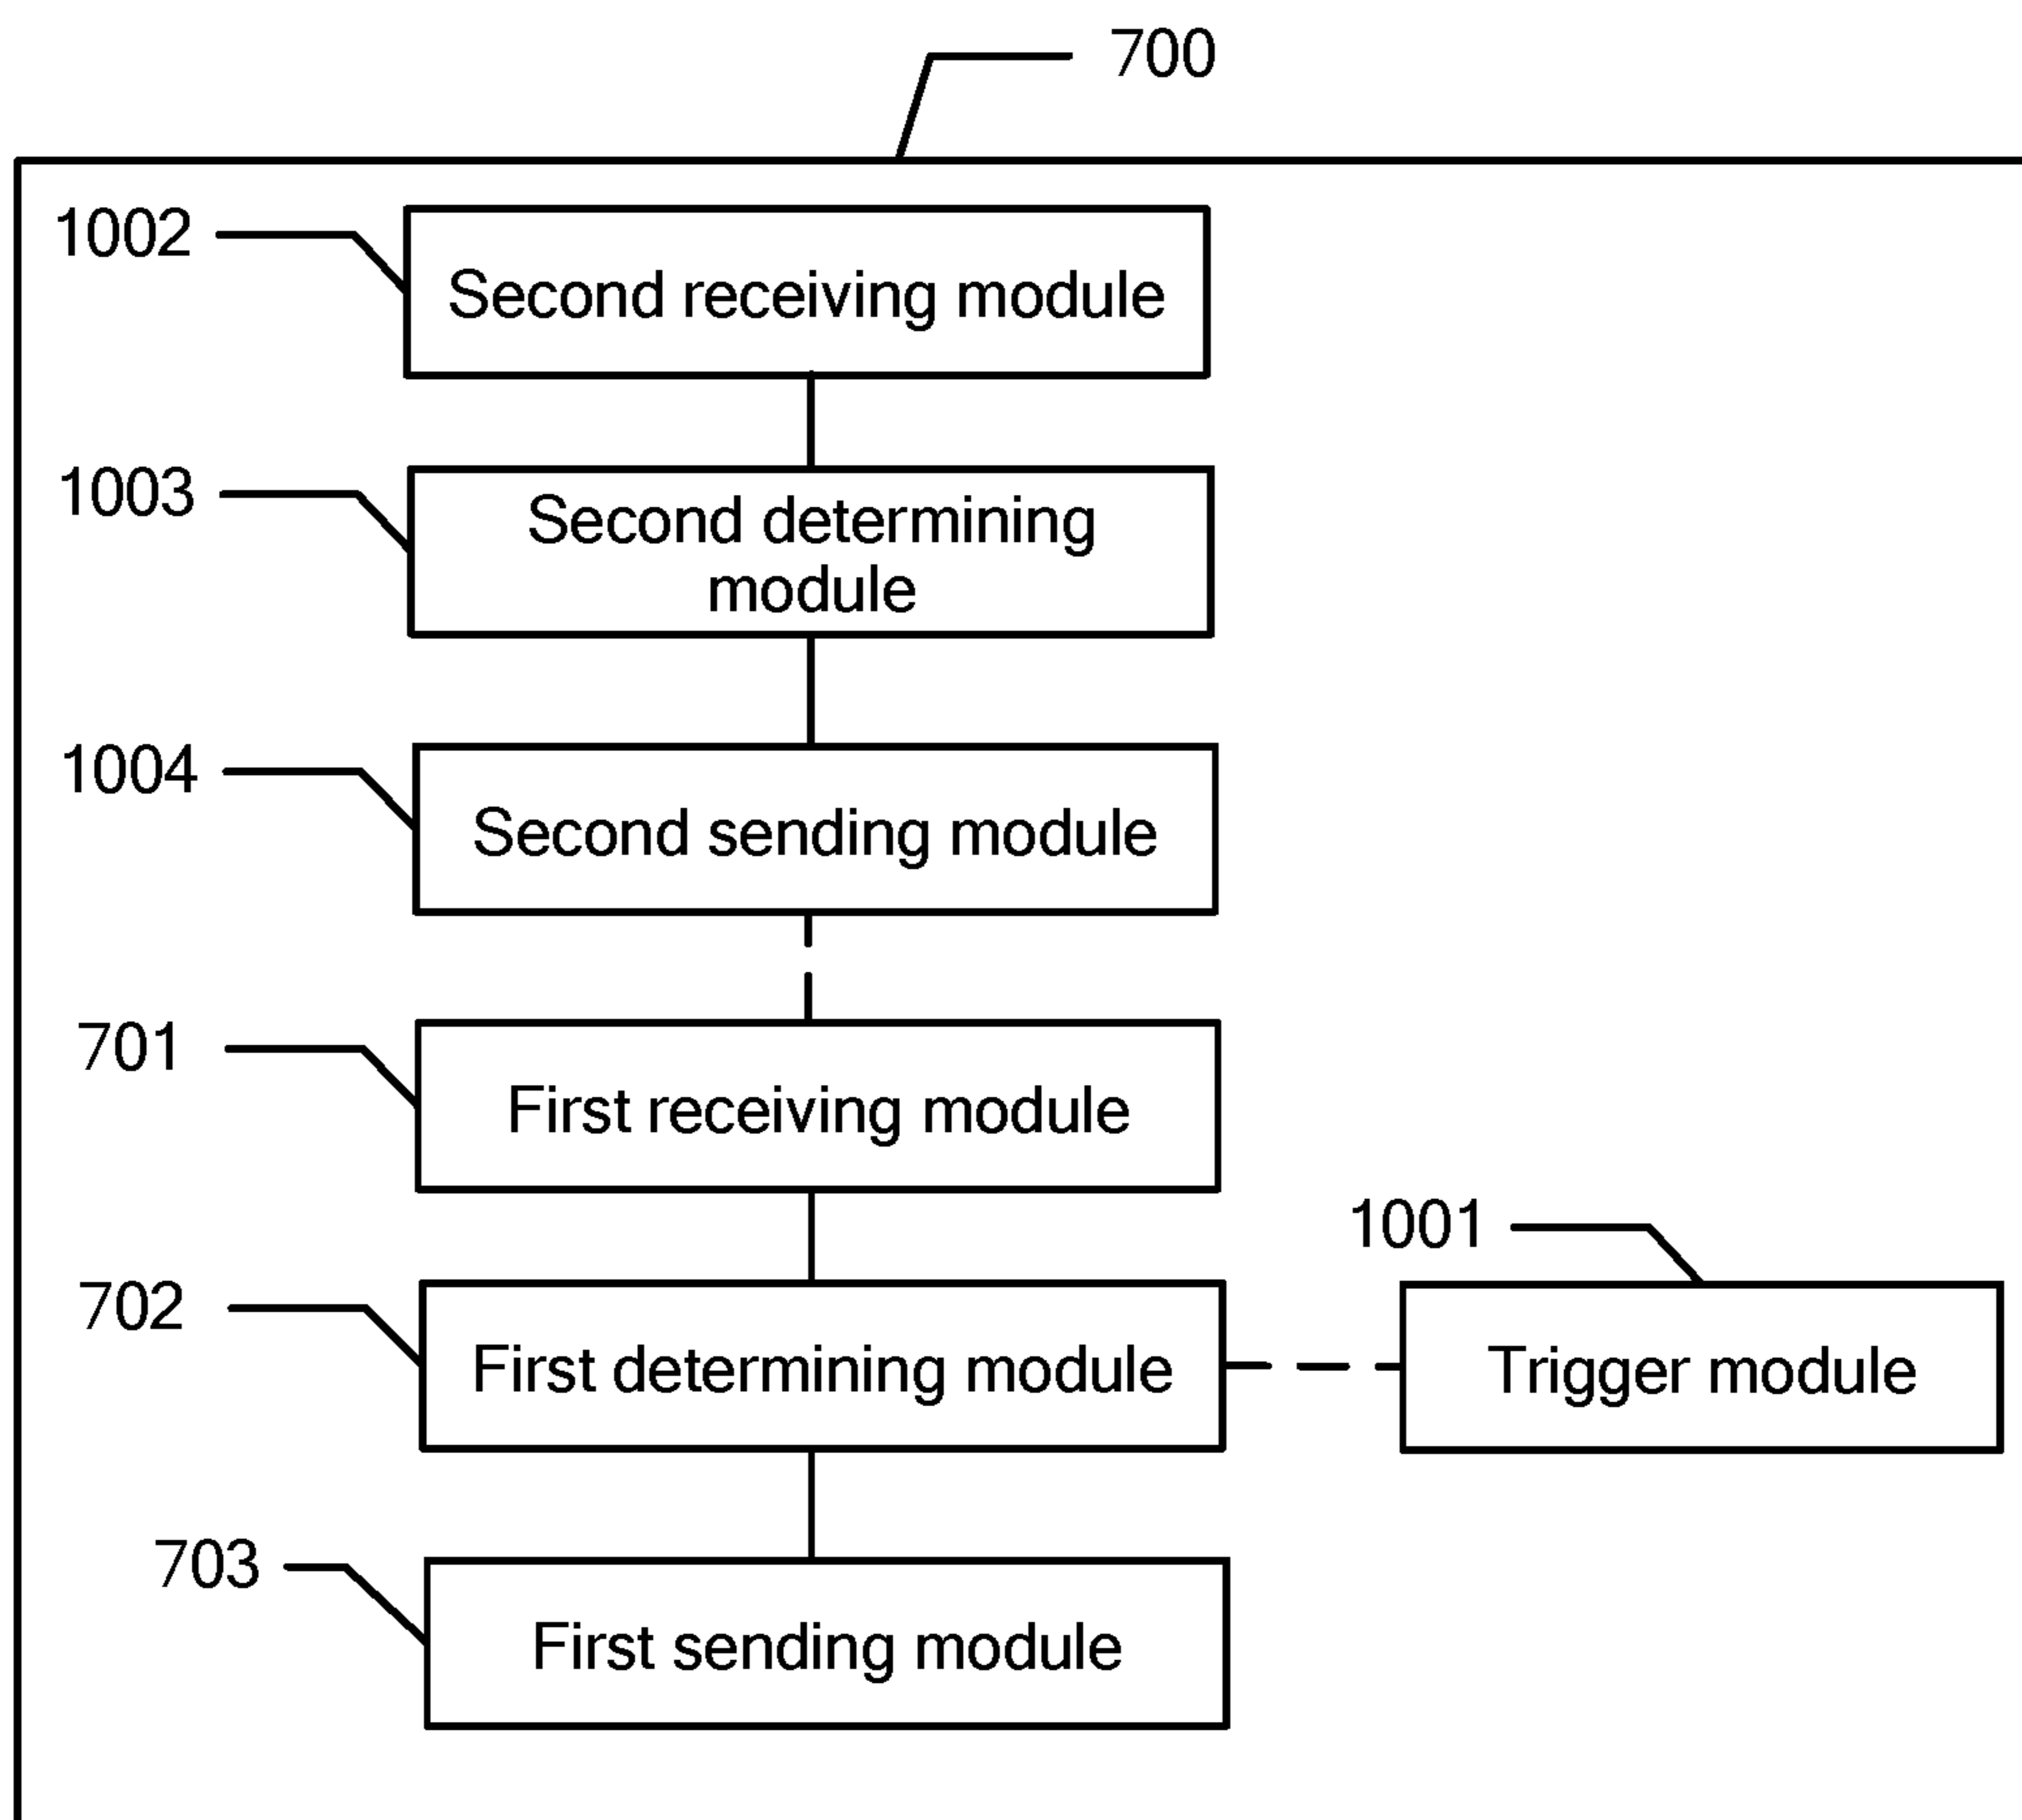 700
1002
Second receiving module
1003
Second determining
module
1004
Second sending module
701
First receiving module
1001
702
First determining module
Trigger module
703
First sending module